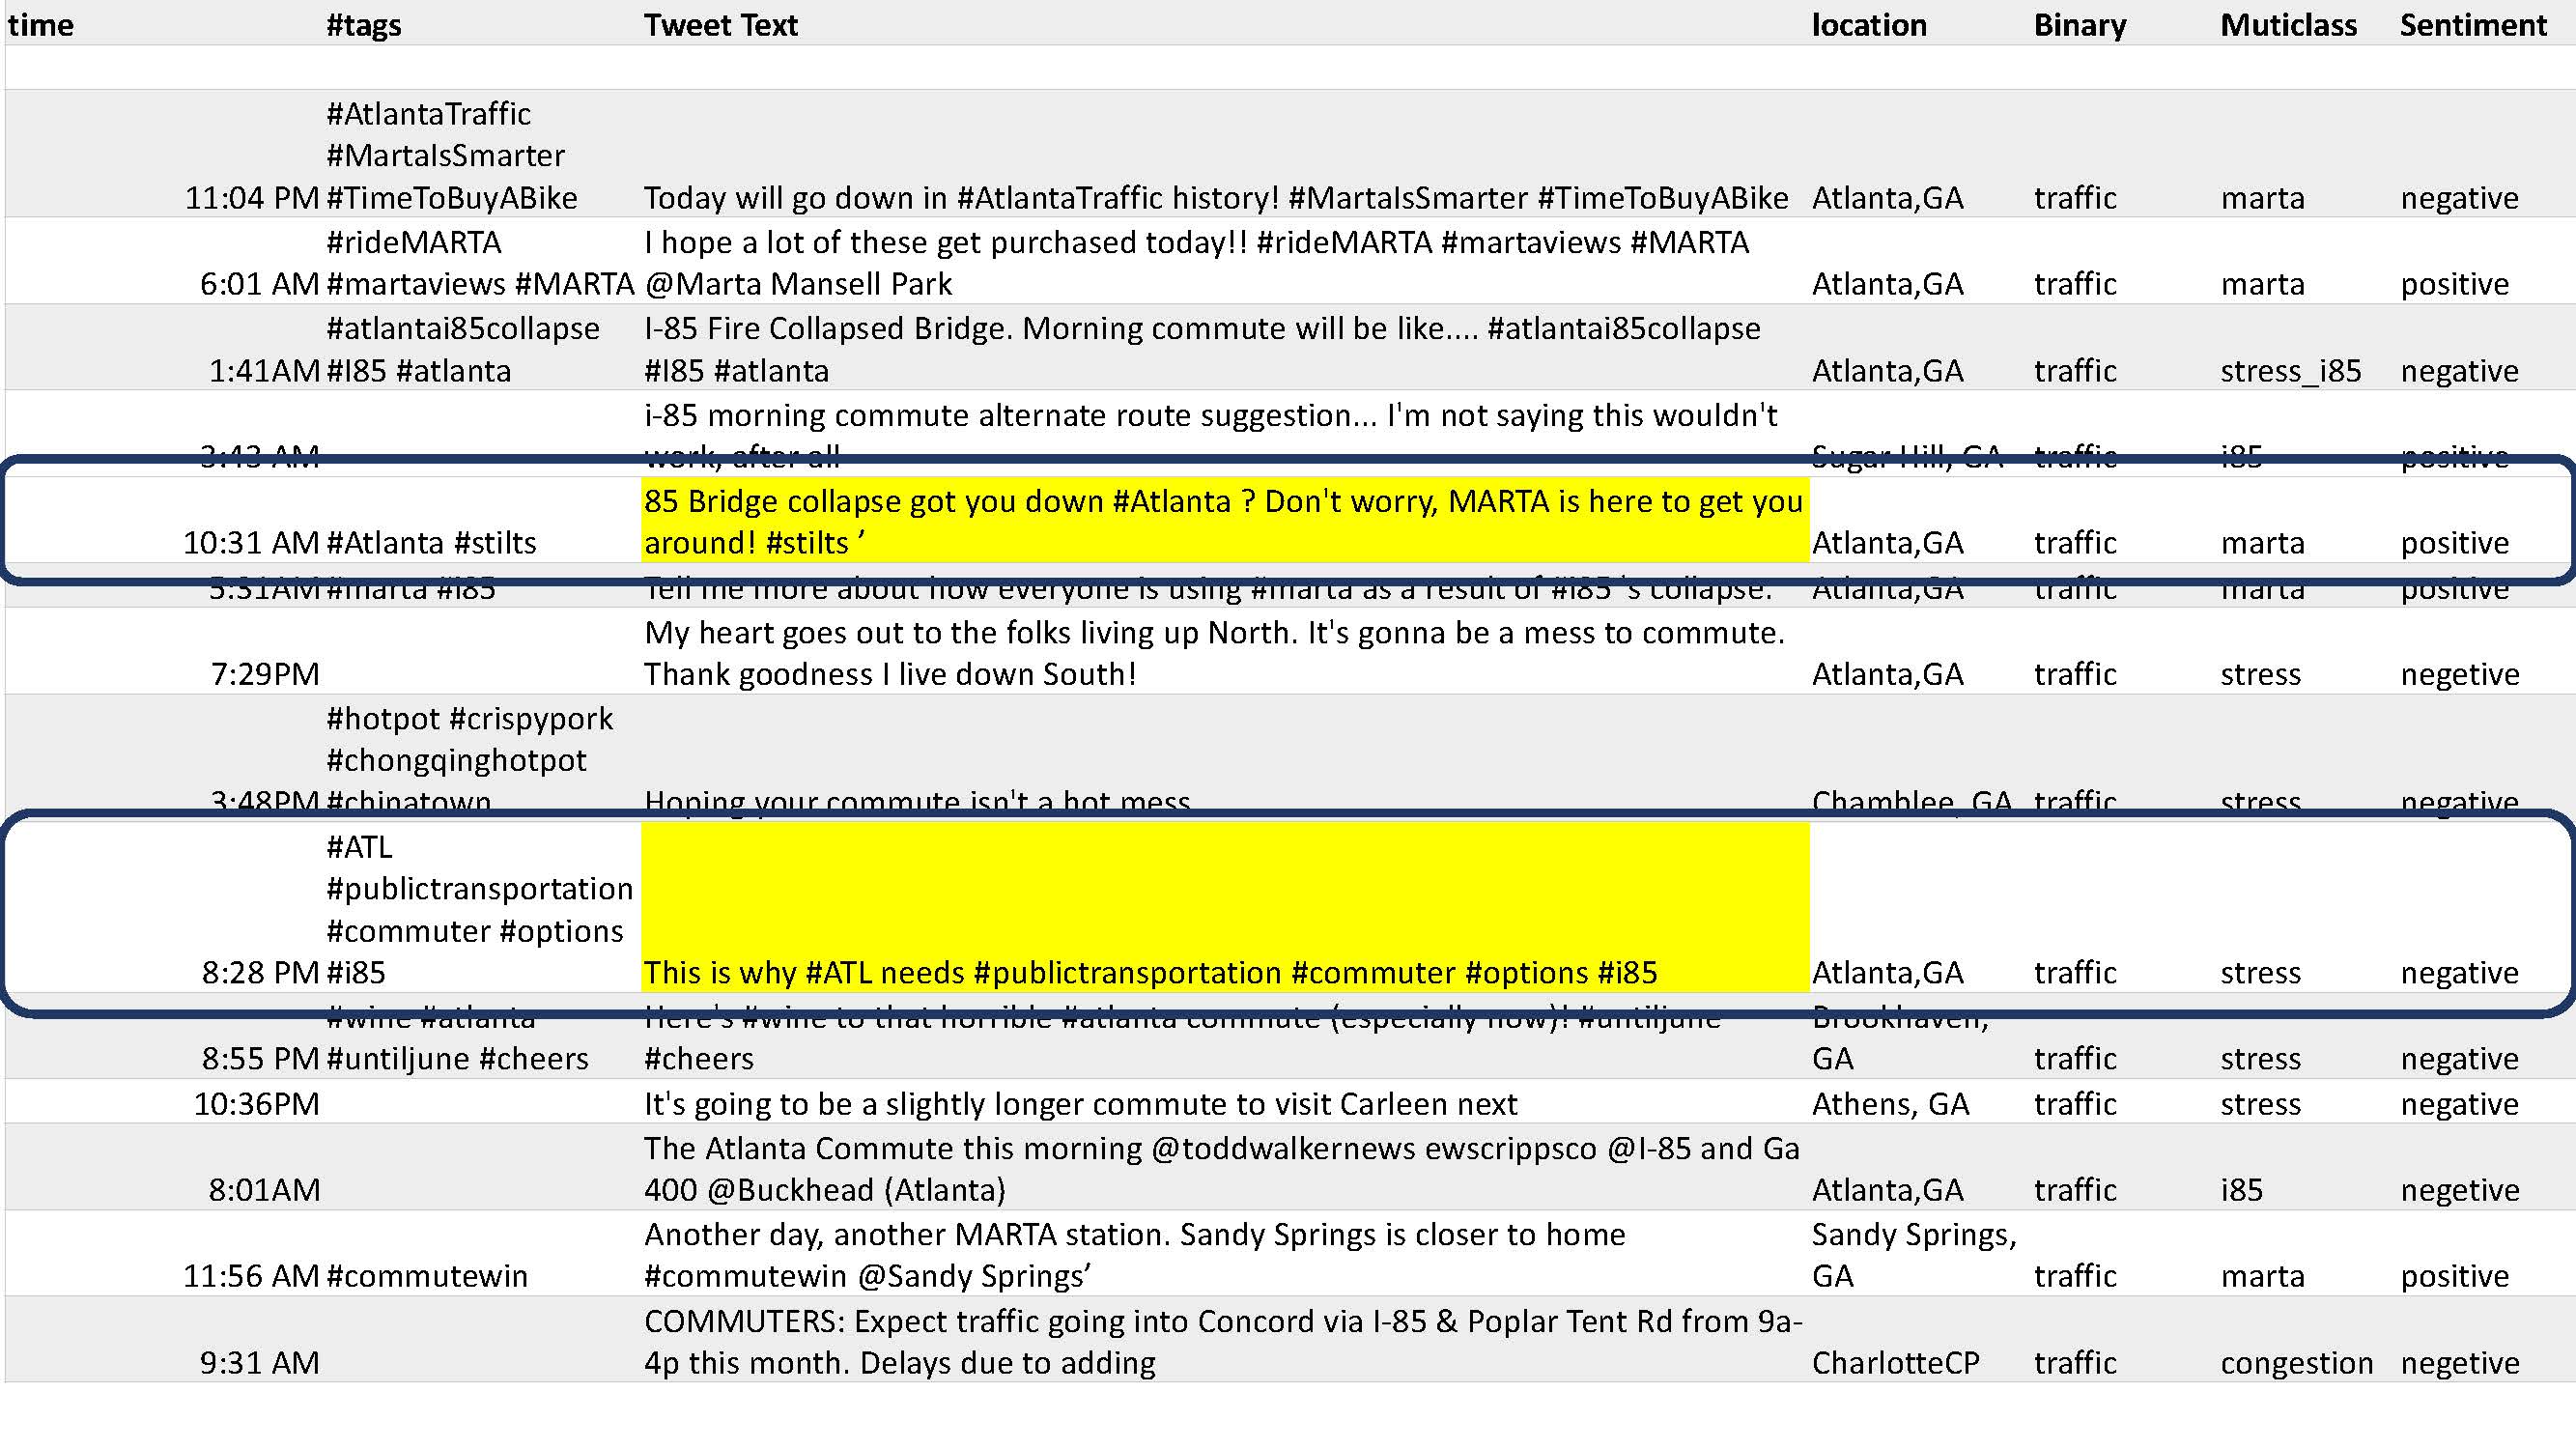 time #tags Tweet Text location Binary Muticlass Sentiment
#AtlantaTraffic
#MartaIsSmarter
11:04 PM #TimeToBuyABike Today will go down in #AtlantaTraffic history! #MartaIsSmarter #TimeToBuyABike Atlanta,GA traffic marta negative
#rideMARTA I hope a lot of these get purchased today!! #rideMARTA #martaviews #MARTA
6:01 AM #martaviews #MARTA @Marta Mansell Park Atlanta,GA traffic marta positive
#atlantai85collapse I-85 Fire Collapsed Bridge. Morning commute will be like.... #atlantai85collapse
1:41AM #I85 #atlanta #I85 #atlanta Atlanta,GA traffic stress_i85 negative
i-85 morning commute alternate route suggestion... I'm not saying this wouldn't
3:43 AM work, after all Sugar Hill, GA traffic i85 positive
85 Bridge collapse got you down #Atlanta ? Don't worry, MARTA is here to get you
10:31 AM #Atlanta #stilts around! #stilts ’ Atlanta,GA traffic marta positive
5:31AM #marta #I85 Tell me more about how everyone is using #marta as a result of #I85 's collapse. Atlanta,GA traffic marta positive
My heart goes out to the folks living up North. It's gonna be a mess to commute.
7:29PM Thank goodness I live down South! Atlanta,GA traffic stress negetive
#hotpot #crispypork
#chongqinghotpot
3:48PM #chinatown Hoping your commute isn't a hot mess Chamblee, GA traffic stress negative
#ATL
#publictransportation
#commuter #options
8:28 PM #i85 This is why #ATL needs #publictransportation #commuter #options #i85 Atlanta,GA traffic stress negative
#wine #atlanta Here's #wine to that horrible #atlanta commute (especially now)! #untiljune Brookhaven,
8:55 PM #untiljune #cheers #cheers GA traffic stress negative
10:36PM It's going to be a slightly longer commute to visit Carleen next Athens, GA traffic stress negative
The Atlanta Commute this morning @toddwalkernews ewscrippsco @I-85 and Ga
8:01AM 400 @Buckhead (Atlanta) Atlanta,GA traffic i85 negetive
Another day, another MARTA station. Sandy Springs is closer to home Sandy Springs,
11:56 AM #commutewin #commutewin @Sandy Springs’ GA traffic marta positive
COMMUTERS: Expect traffic going into Concord via I-85 & Poplar Tent Rd from 9a-
9:31 AM 4p this month. Delays due to adding CharlotteCP traffic congestion negetive